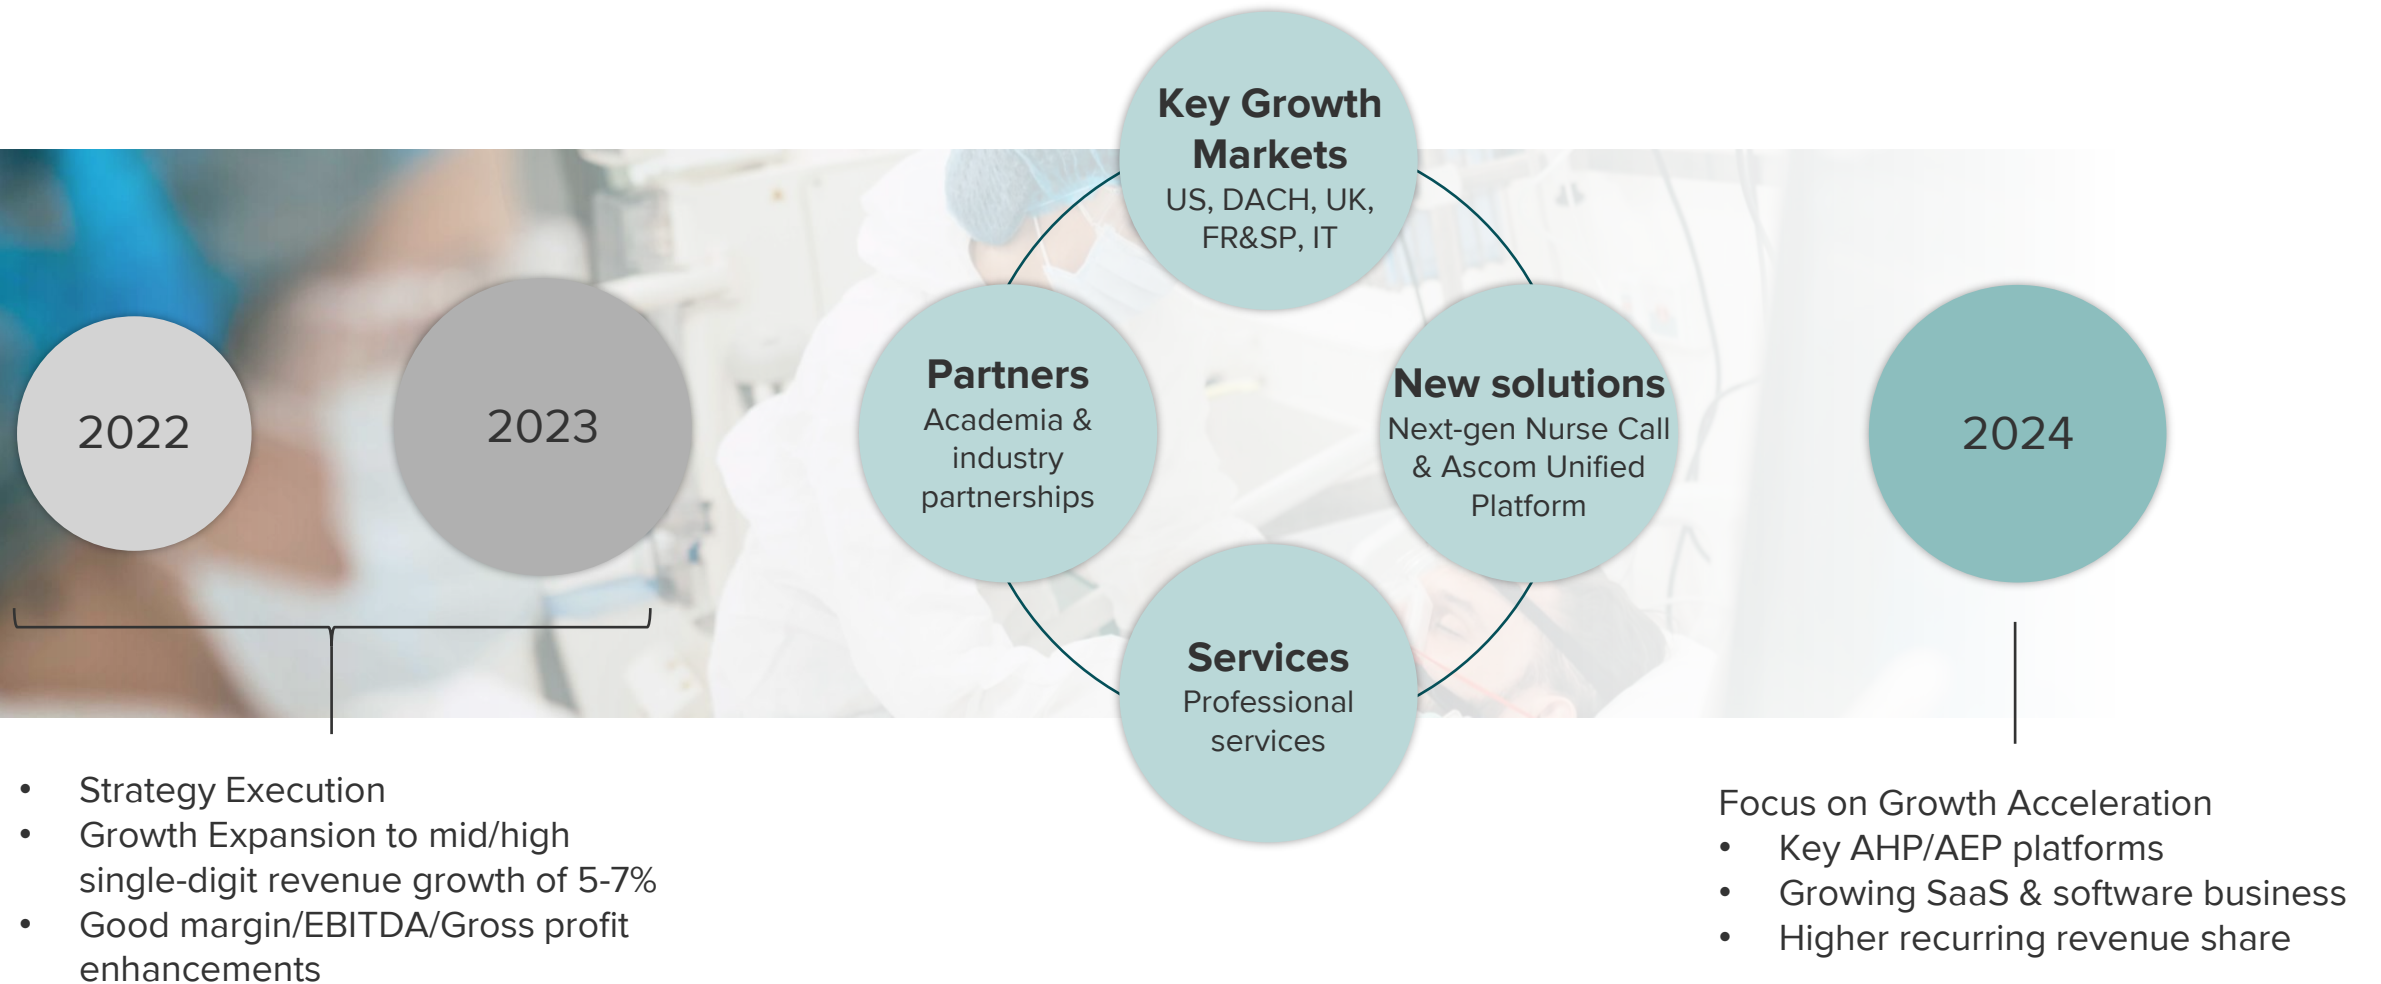 2022
2023
Key Growth
Markets
US, DACH, UK,
FR&SP, IT
Partners
Academia &
industry
partnerships
New solutions
Next-gen Nurse Call
& Ascom Unified
Platform
Services
Professional
services
2024
• Strategy Execution
• Growth Expansion to mid/high
single-digit revenue growth of 5-7%
• Good margin/EBITDA/Gross profit
enhancements
Focus on Growth Acceleration
• Key AHP/AEP platforms
• Growing SaaS & software business
• Higher recurring revenue share